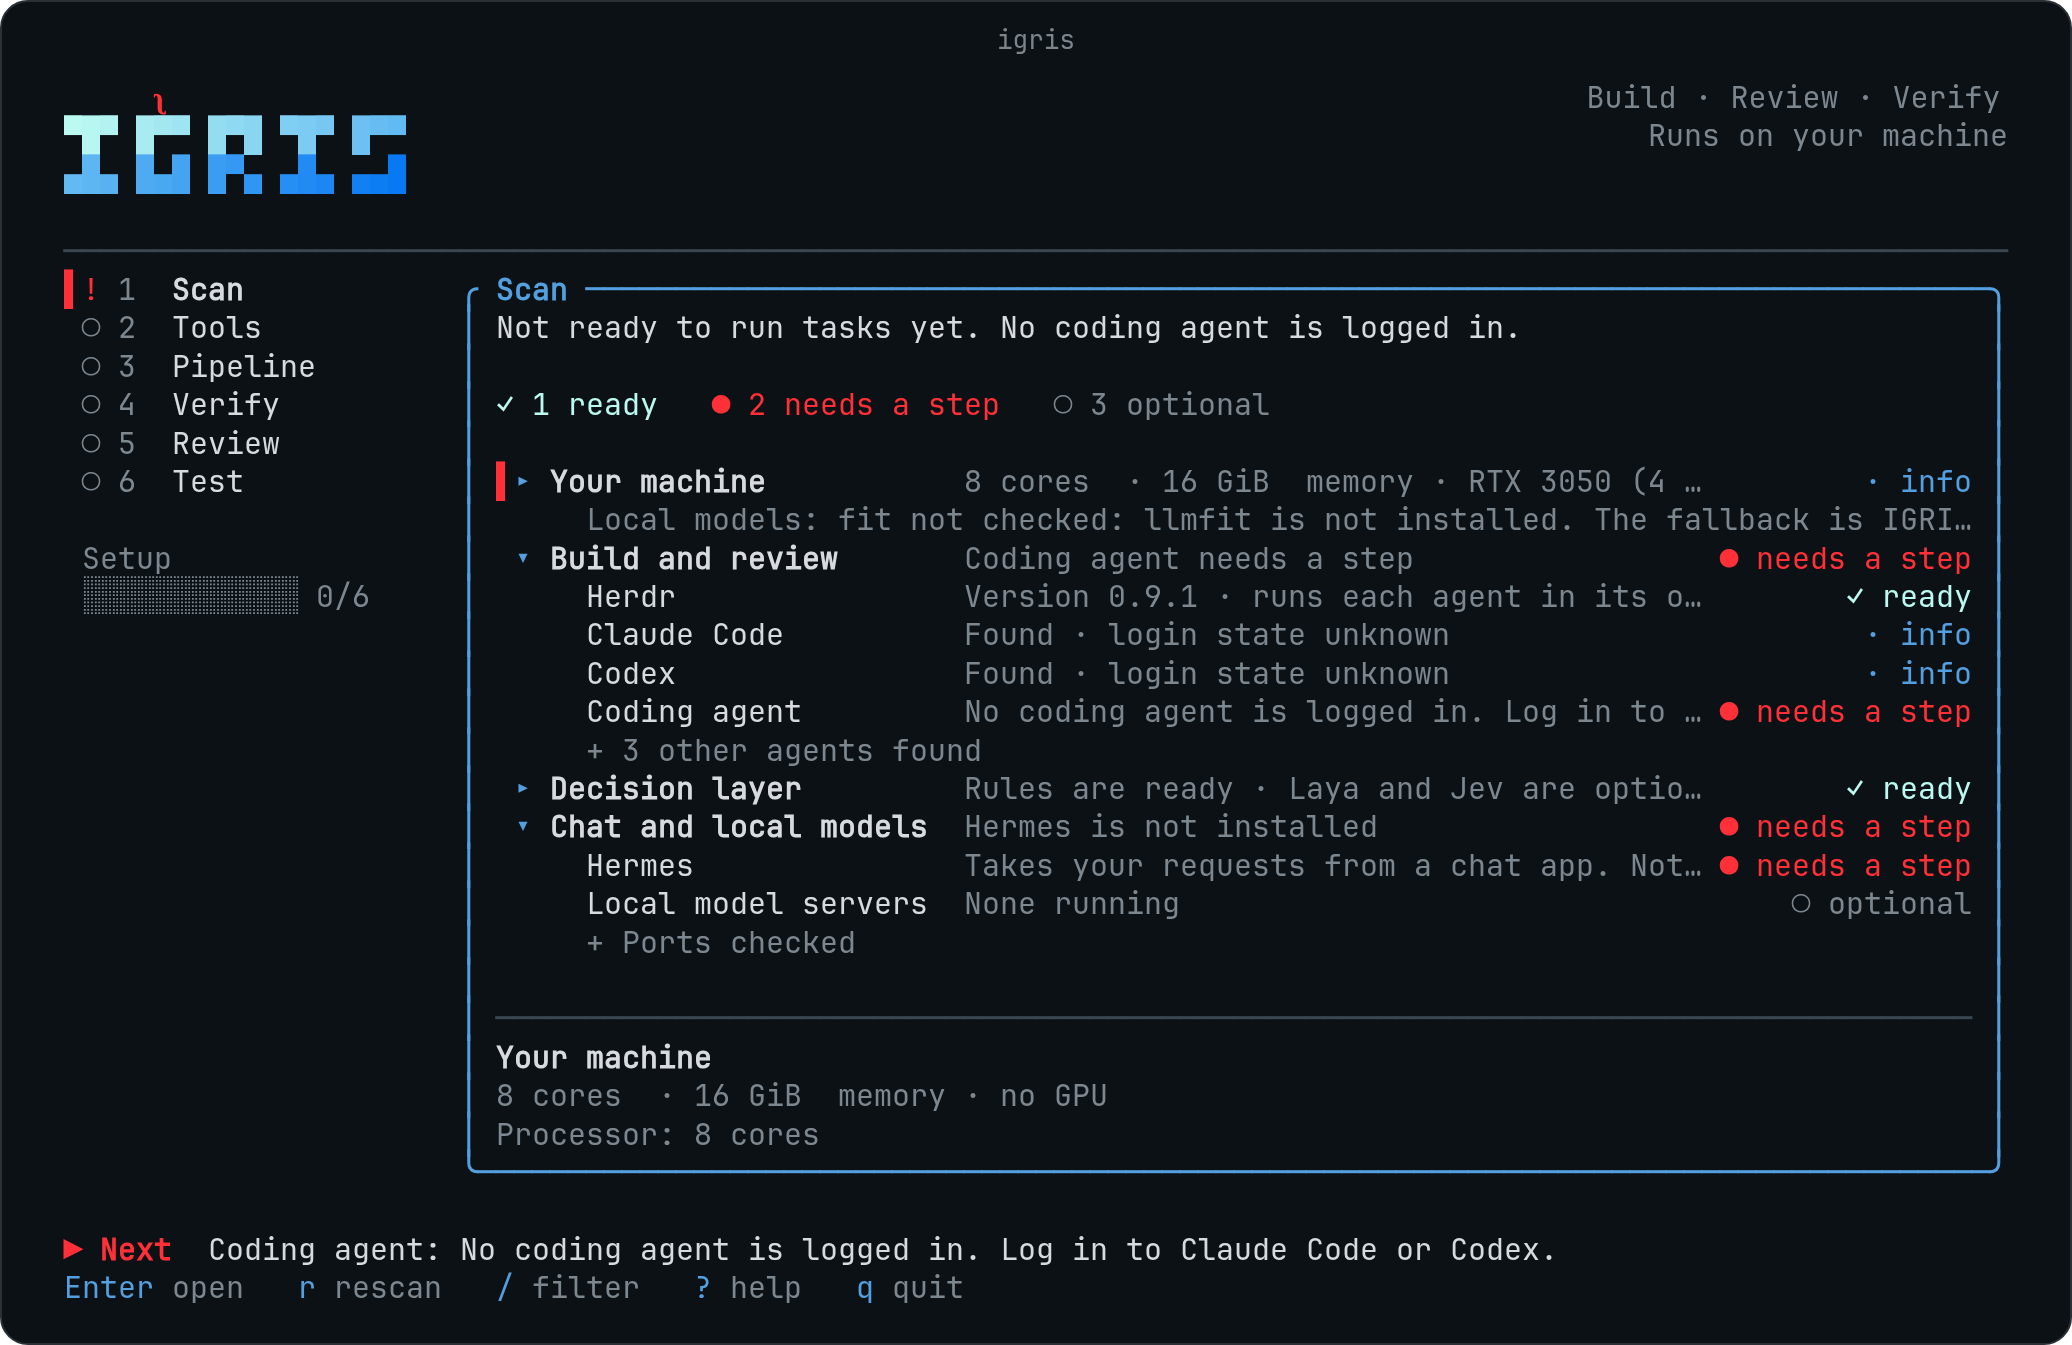 igris
IGRIS
Build · Review · Verify
Runs on your machine
! 1 Scan
○ 2 Tools
○ 3 Pipeline
○ 4 Verify
○ 5 Review
○ 6 Test
Setup
0/6
Scan
Not ready to run tasks yet. No coding agent is logged in.
✓ 1 ready ● 2 needs a step ○ 3 optional
▸ Your machine 8 cores · 16 GiB memory · RTX 3050 (4 … · info
Local models: fit not checked: llmfit is not installed. The fallback is IGRI…
▾ Build and review Coding agent needs a step ● needs a step
Herdr Version 0.9.1 · runs each agent in its o… ✓ ready
Claude Code Found · login state unknown · info
Codex Found · login state unknown · info
Coding agent No coding agent is logged in. Log in to … ● needs a step
+ 3 other agents found
▸ Decision layer Rules are ready · Laya and Jev are optio… ✓ ready
▾ Chat and local models Hermes is not installed ● needs a step
Hermes Takes your requests from a chat app. Not… ● needs a step
Local model servers None running ○ optional
+ Ports checked
Your machine
8 cores · 16 GiB memory · no GPU
Processor: 8 cores
▶ Next Coding agent: No coding agent is logged in. Log in to Claude Code or Codex.
Enter open r rescan / filter ? help q quit